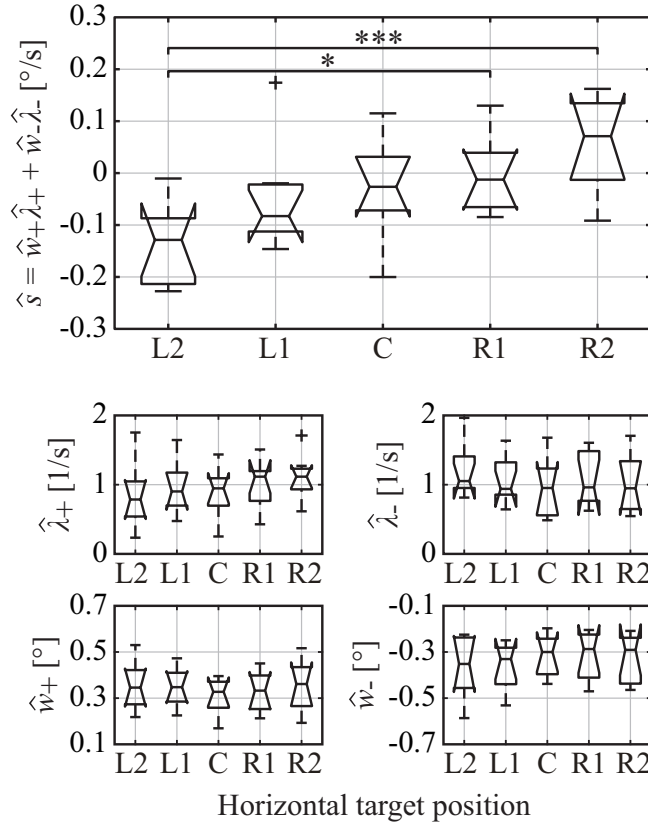 ***
*
ŝ = ŵ₊λ̂₊ + ŵ₋λ̂₋ [°/s]
0.3
0.2
0.1
0
-0.1
-0.2
-0.3
L2 L1 C R1 R2
λ̂₊ [1/s]
2
1
0
L2 L1 C R1 R2
λ̂₋ [1/s]
2
1
0
L2 L1 C R1 R2
ŵ₊ [°]
0.7
0.5
0.3
0.1
L2 L1 C R1 R2
ŵ₋ [°]
-0.1
-0.3
-0.5
-0.7
L2 L1 C R1 R2
Horizontal target position